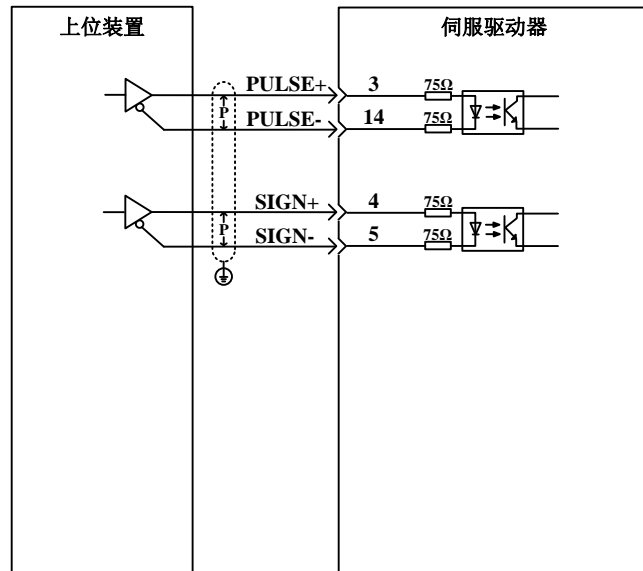 上位装置 伺服驱动器
PULSE+ 3 75Ω
P
PULSE- 14 75Ω
SIGN+ 4 75Ω
P
SIGN- 5 75Ω